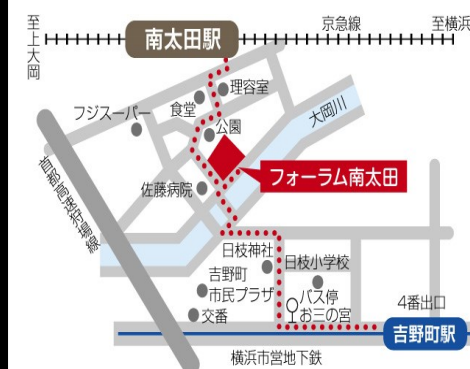 至上大岡
南太田駅
京急線
至横浜
理容室
食堂
フジスーパー
公園
大岡川
首都高速狩場線
佐藤病院
フォーラム南太田
日枝神社
日枝小学校
吉野町
市民プラザ
バス停
お三の宮
交番
4番出口
吉野町駅
横浜市営地下鉄